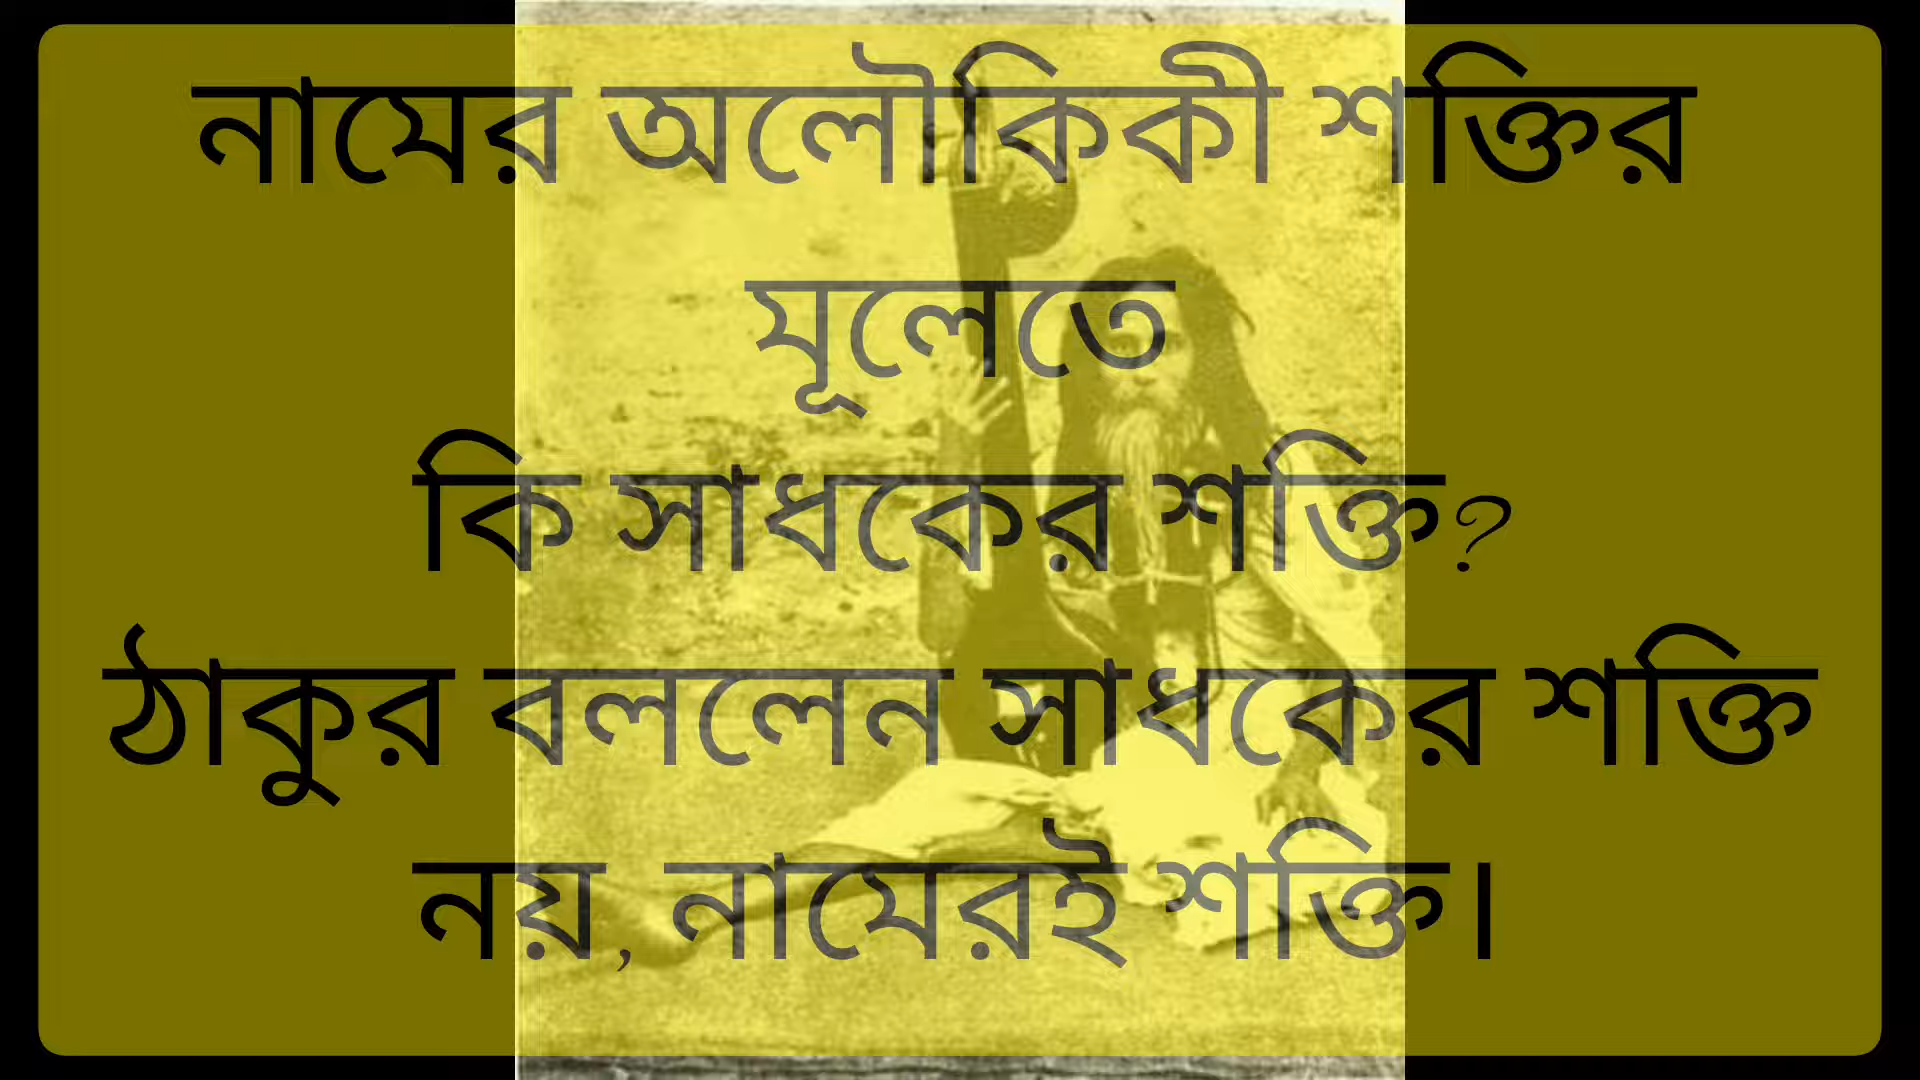 নামের অলৌকিকী শক্তির
মূলেতে
কি সাধকের শক্তি?
ঠাকুর বললেন সাধকের শক্তি
নয়, নামেরই শক্তি।